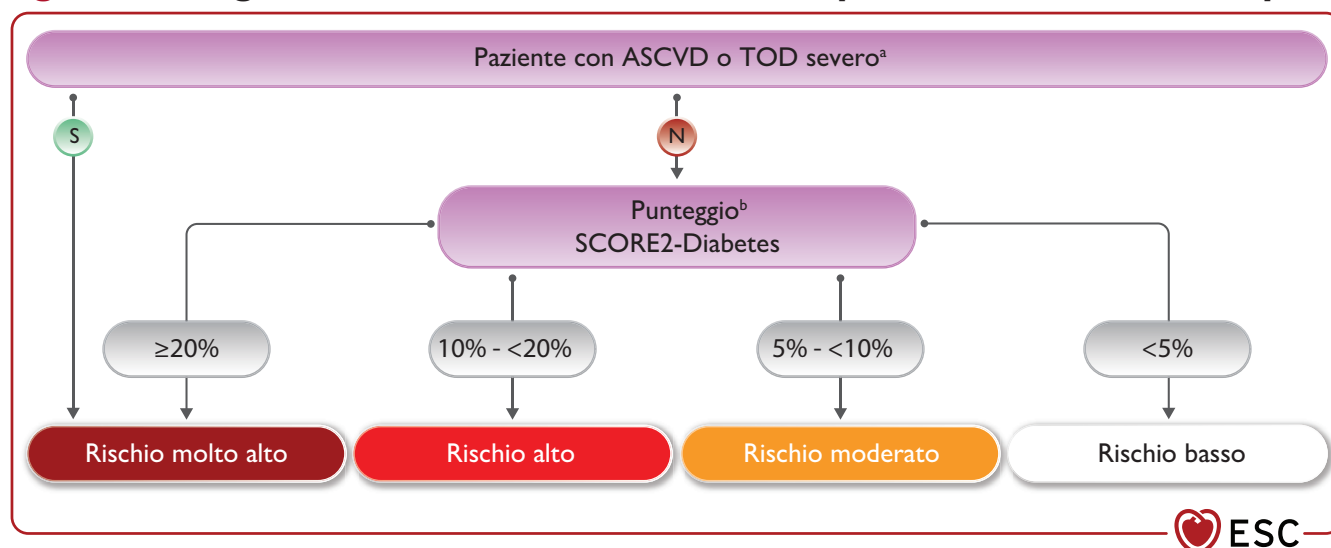 Paziente con ASCVD o TOD severoᵃ
S
N
Punteggioᵇ
SCORE2-Diabetes
≥20%
10% - <20%
5% - <10%
<5%
Rischio molto alto
Rischio alto
Rischio moderato
Rischio basso
ESC